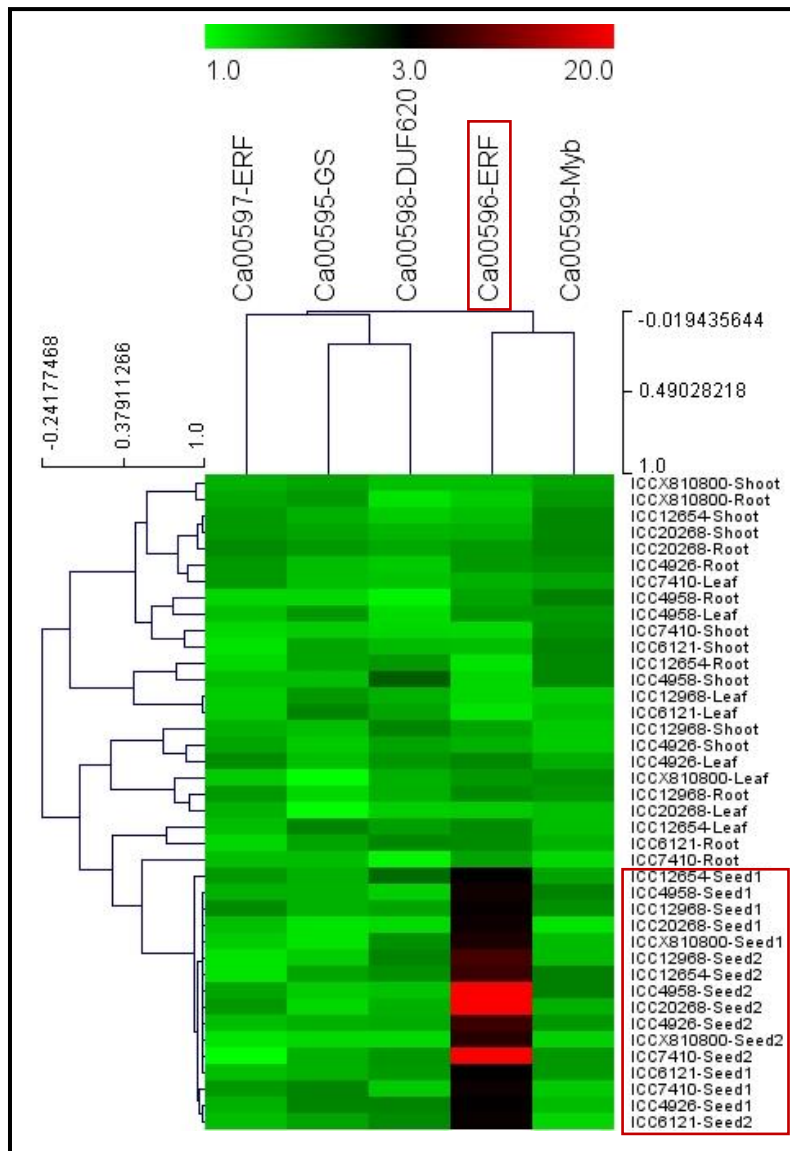 1.0 3.0 20.0
Ca00597-ERF
Ca00595-GS
Ca00598-DUF620
Ca00596-ERF
Ca00599-Myb
-0.24177468
0.37911266
1.0
-0.019435644
0.49028218
1.0
ICCX810800-Shoot
ICCX810800-Root
ICC12654-Shoot
ICC20268-Shoot
ICC20268-Root
ICC4926-Root
ICC7410-Leaf
ICC4958-Root
ICC4958-Leaf
ICC7410-Shoot
ICC6121-Shoot
ICC12654-Root
ICC4958-Shoot
ICC12968-Leaf
ICC6121-Leaf
ICC12968-Shoot
ICC4926-Shoot
ICC4926-Leaf
ICCX810800-Leaf
ICC12968-Root
ICC20268-Leaf
ICC12654-Leaf
ICC6121-Root
ICC7410-Root
ICC12654-Seed1
ICC4958-Seed1
ICC12968-Seed1
ICC20268-Seed1
ICCX810800-Seed1
ICC12968-Seed2
ICC12654-Seed2
ICC4958-Seed2
ICC20268-Seed2
ICC4926-Seed2
ICCX810800-Seed2
ICC7410-Seed2
ICC6121-Seed1
ICC7410-Seed1
ICC4926-Seed1
ICC6121-Seed2